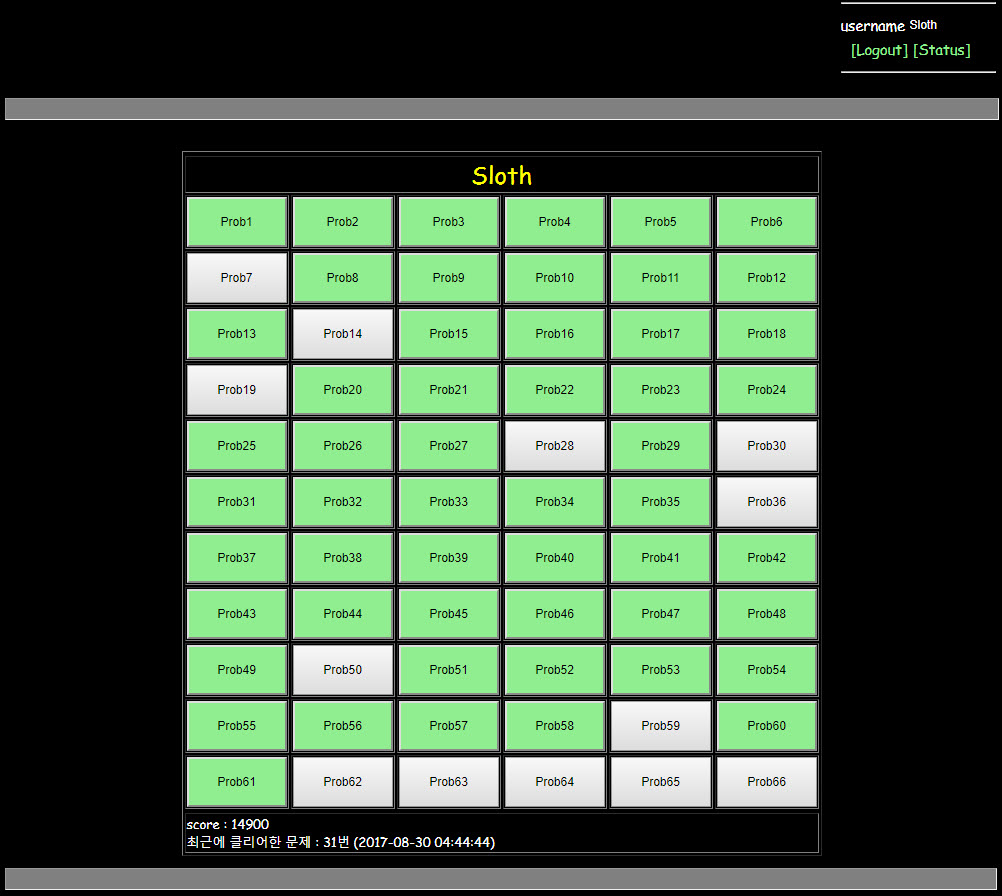 username Sloth
[Logout] [Status]
Sloth
Prob1 Prob2 Prob3 Prob4 Prob5 Prob6
Prob7 Prob8 Prob9 Prob10 Prob11 Prob12
Prob13 Prob14 Prob15 Prob16 Prob17 Prob18
Prob19 Prob20 Prob21 Prob22 Prob23 Prob24
Prob25 Prob26 Prob27 Prob28 Prob29 Prob30
Prob31 Prob32 Prob33 Prob34 Prob35 Prob36
Prob37 Prob38 Prob39 Prob40 Prob41 Prob42
Prob43 Prob44 Prob45 Prob46 Prob47 Prob48
Prob49 Prob50 Prob51 Prob52 Prob53 Prob54
Prob55 Prob56 Prob57 Prob58 Prob59 Prob60
Prob61 Prob62 Prob63 Prob64 Prob65 Prob66
score : 14900
최근에 클리어한 문제 : 31번 (2017-08-30 04:44:44)